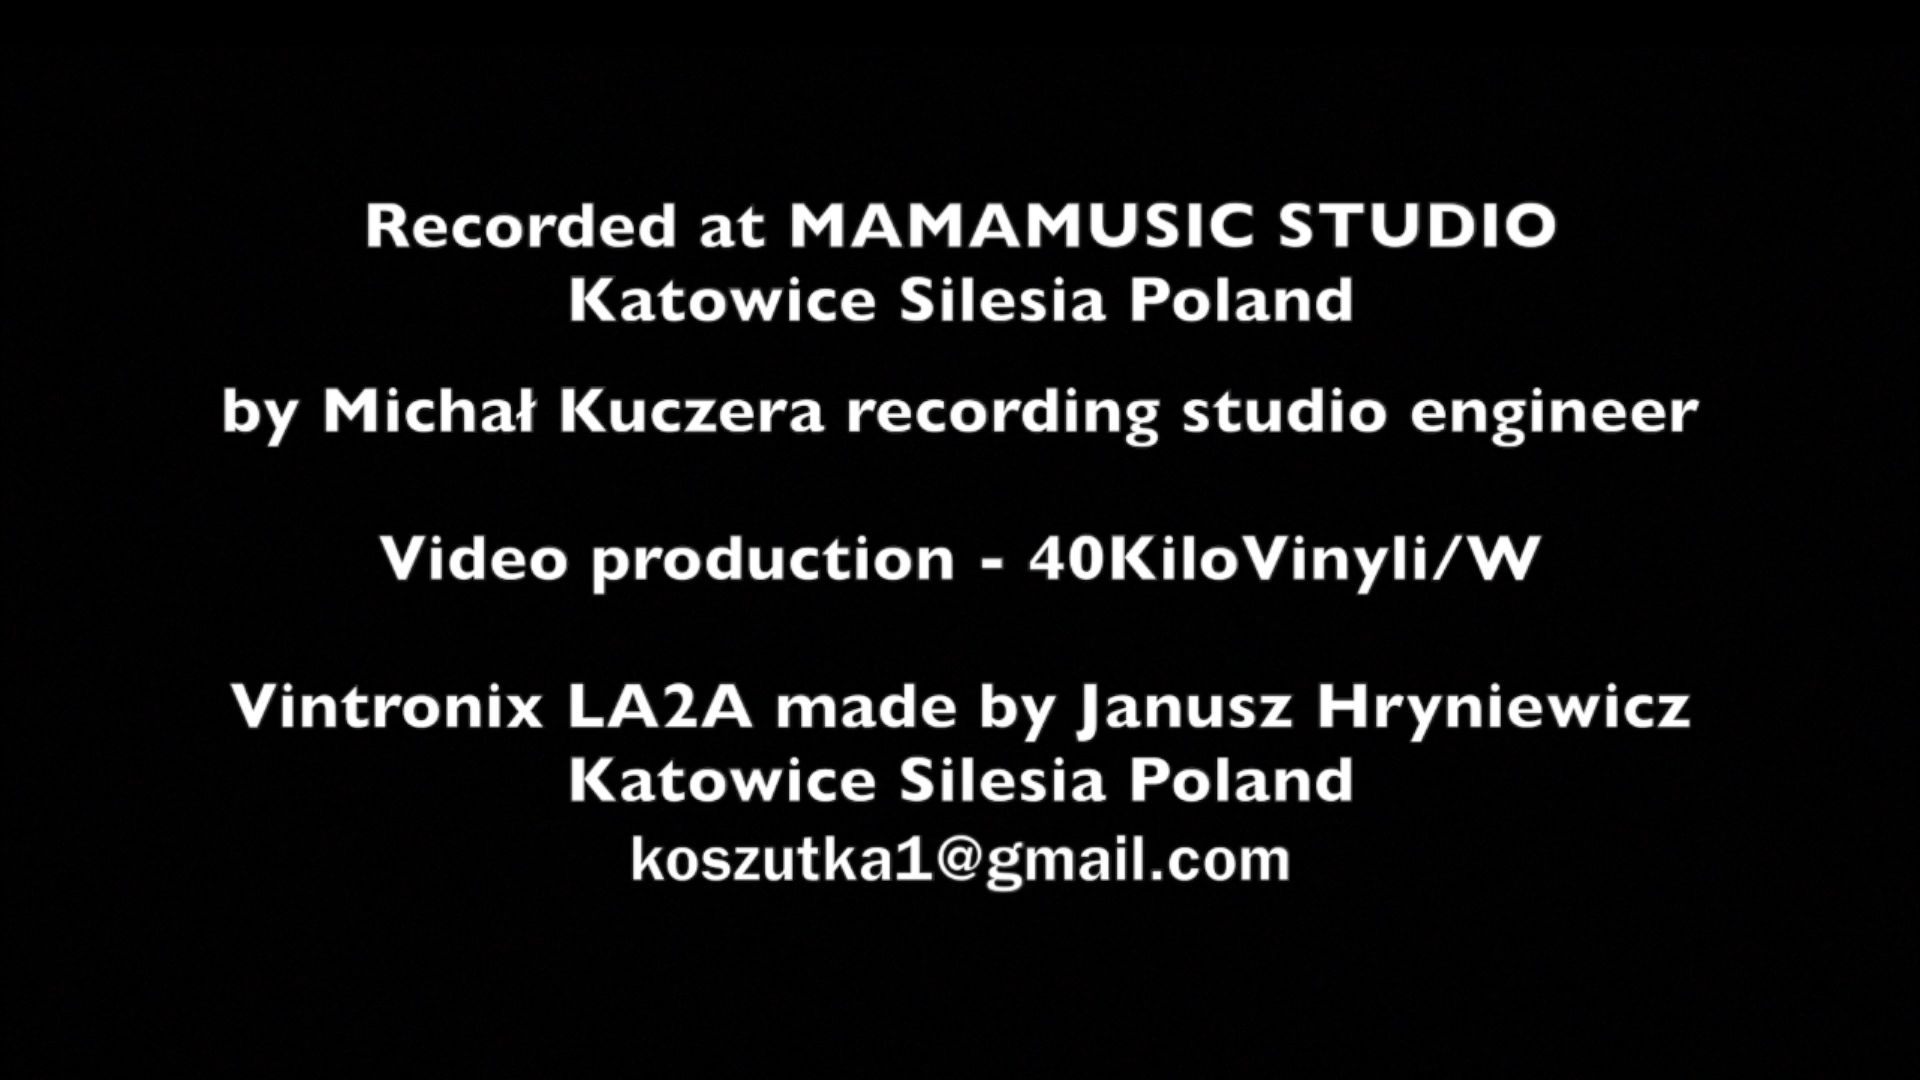 Recorded at MAMAMUSIC STUDIO
Katowice Silesia Poland
by Michał Kuczera recording studio engineer
Video production - 40KiloVinyli/W
Vintronix LA2A made by Janusz Hryniewicz
Katowice Silesia Poland
koszutka1@gmail.com